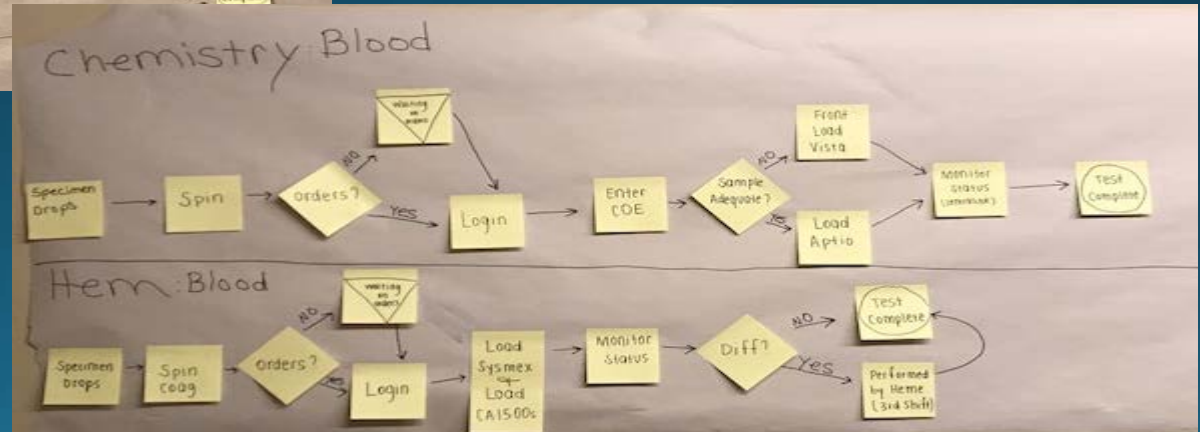 Chemistry Blood
Waiting
on
orders
Front
Load
Vista
Specimen
Drops
Spin
Orders?
NO
YES
Login
Enter
COE
Sample
Adequate?
NO
Yes
Load
Aptio
Monitor
Status
Test
Complete
Hem: Blood
Waiting
on
orders
Specimen
Drops
Spin
coag
orders?
NO
Yes
Login
Load
Sysmex
Load
CA1500s
Monitor
Status
Diff?
NO
Yes
Test
Complete
Performed
by Heme
(3rd Shift)